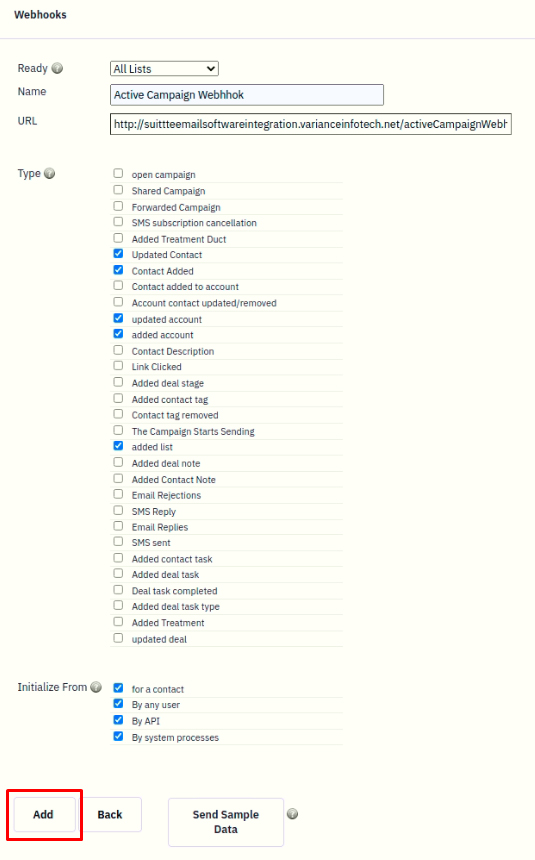 Webhooks
Ready
All Lists
Name
Active Campaign Webhhok
URL
http://suittteemailsoftwareintegration.varianceinfotech.net/activeCampaignWebh
Type
open campaign
Shared Campaign
Forwarded Campaign
SMS subscription cancellation
Added Treatment Duct
Updated Contact
Contact Added
Contact added to account
Account contact updated/removed
updated account
added account
Contact Description
Link Clicked
Added deal stage
Added contact tag
Contact tag removed
The Campaign Starts Sending
added list
Added deal note
Added Contact Note
Email Rejections
SMS Reply
Email Replies
SMS sent
Added contact task
Added deal task
Deal task completed
Added deal task type
Added Treatment
updated deal
Initialize From
for a contact
By any user
By API
By system processes
Add
Back
Send Sample
Data